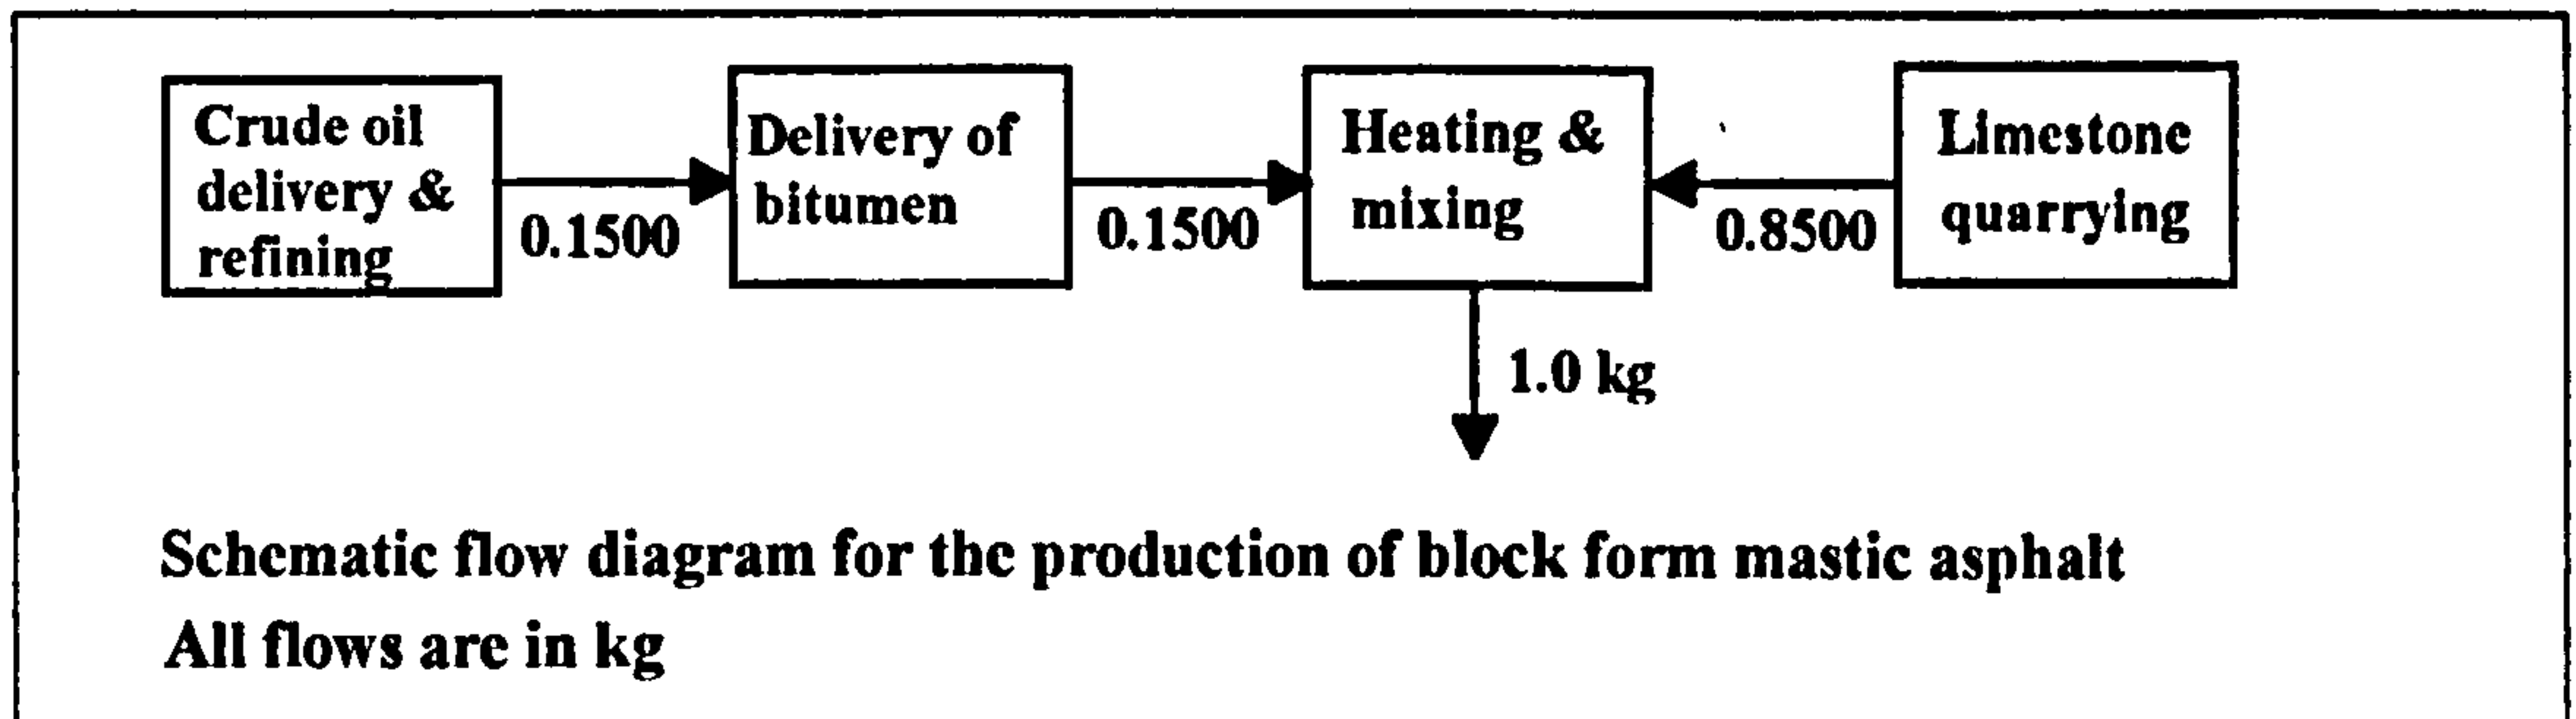 Crude oil
delivery &
refining
0.1500
Delivery of
bitumen
0.1500
Heating &
mixing
0.8500
Limestone
quarrying
1.0 kg
Schematic flow diagram for the production of block form mastic asphalt
All flows are in kg